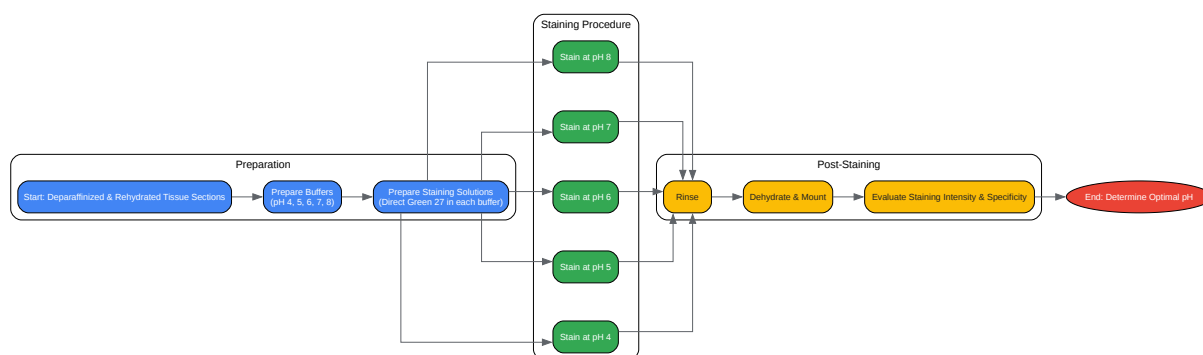 Staining Procedure
Stain at pH 8
Stain at pH 7
Preparation
Post-Staining
Start: Deparaffinized & Rehydrated Tissue Sections
Prepare Buffers
(pH 4, 5, 6, 7, 8)
Prepare Staining Solutions
(Direct Green 27 in each buffer)
Stain at pH 6
Rinse
Dehydrate & Mount
Evaluate Staining Intensity & Specificity
End: Determine Optimal pH
Stain at pH 5
Stain at pH 4